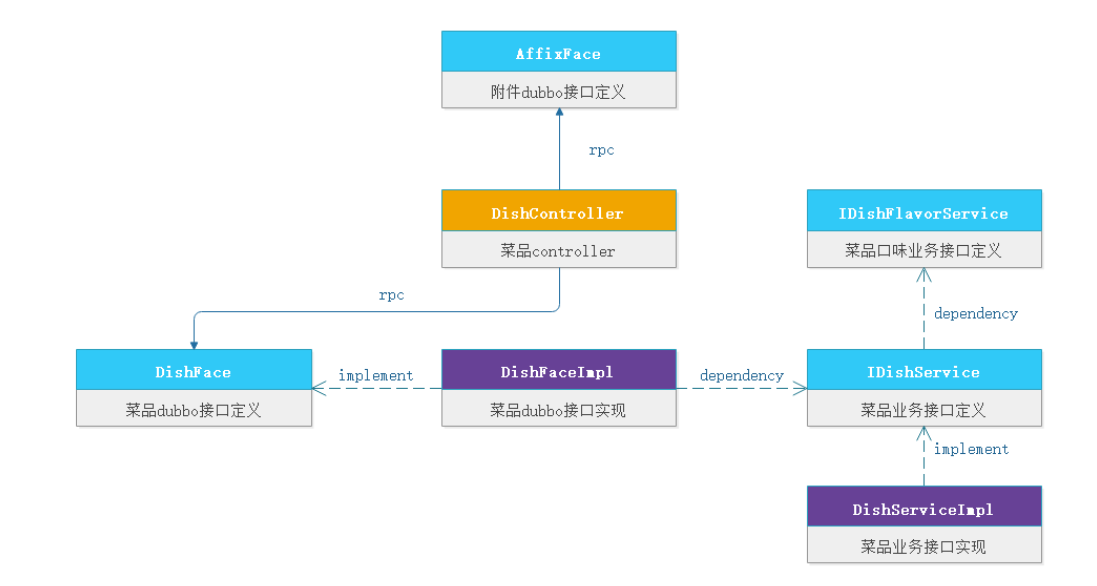 AffixFace
附件dubbo接口定义
rpc
DishController
菜品controller
IDishFlavorService
菜品口味业务接口定义
rpc
dependency
DishFace
菜品dubbo接口定义
implement
DishFaceImpl
菜品dubbo接口实现
dependency
IDishService
菜品业务接口定义
implement
DishServiceImpl
菜品业务接口实现